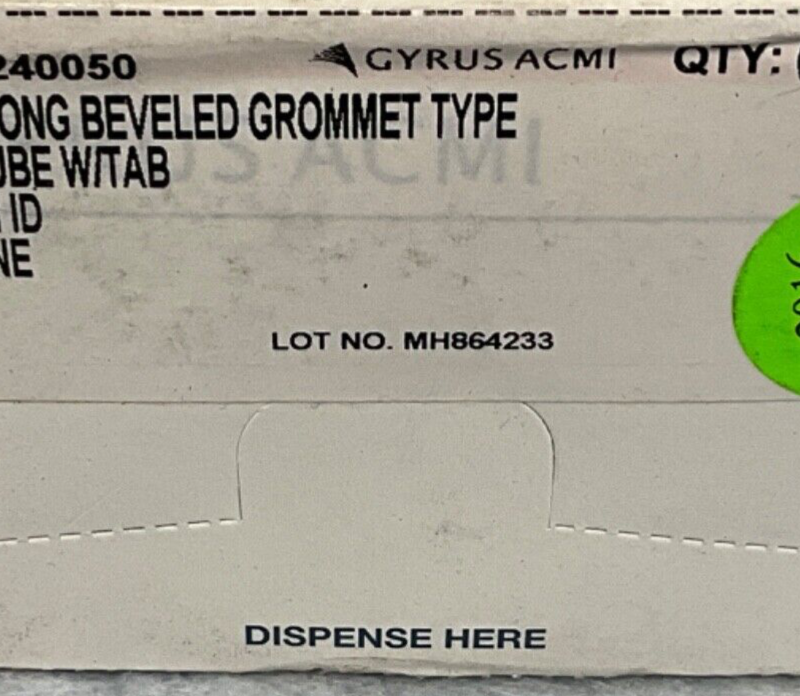 240050 GYRUS ACMI QTY:
ONG BEVELED GROMMET TYPE
UBE W/TAB
ID
NE
LOT NO. MH864233
DISPENSE HERE